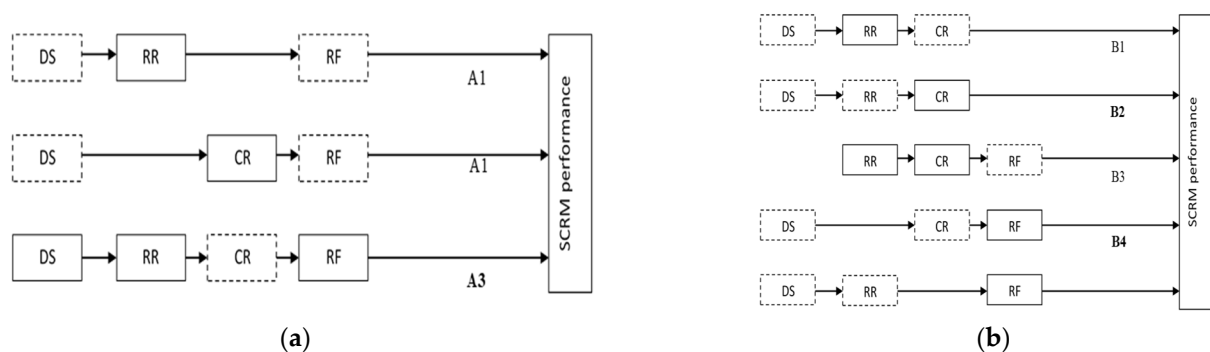 DS RR RF
A1
DS CR RF
A1
DS RR CR RF
A3
SCRM performance
(a)
DS RR CR
B1
DS RR CR
B2
RR CR RF
B3
DS CR RF
B4
DS RR RF
SCRM performance
(b)